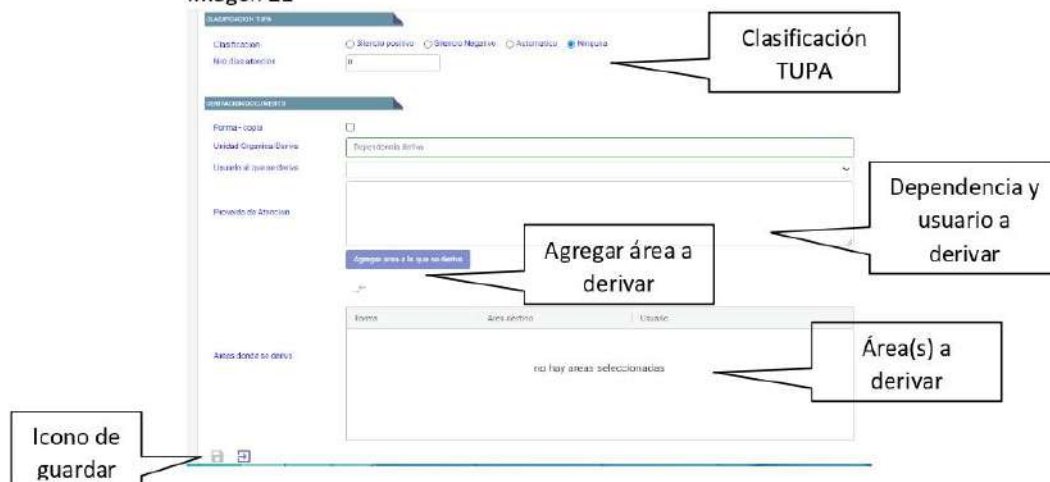 Imagen 22
CLASIFICACION TUPA
Clasificacion
Silencio positivo
Silencio Negativo
Automatico
Ninguna
Clasificación
TUPA
Nro dias atencion
0
Forma - copia
Unidad Organica Deriva
Dependencia deriva
Usuario al que se deriva
Proveido de Atencion
Dependencia y
usuario a
derivar
Agregar area a la que se deriva
Agregar área a
derivar
Forma
Area destino
Usuario
Areas donde se deriva
no hay areas seleccionadas
Área(s) a
derivar
Icono de
guardar